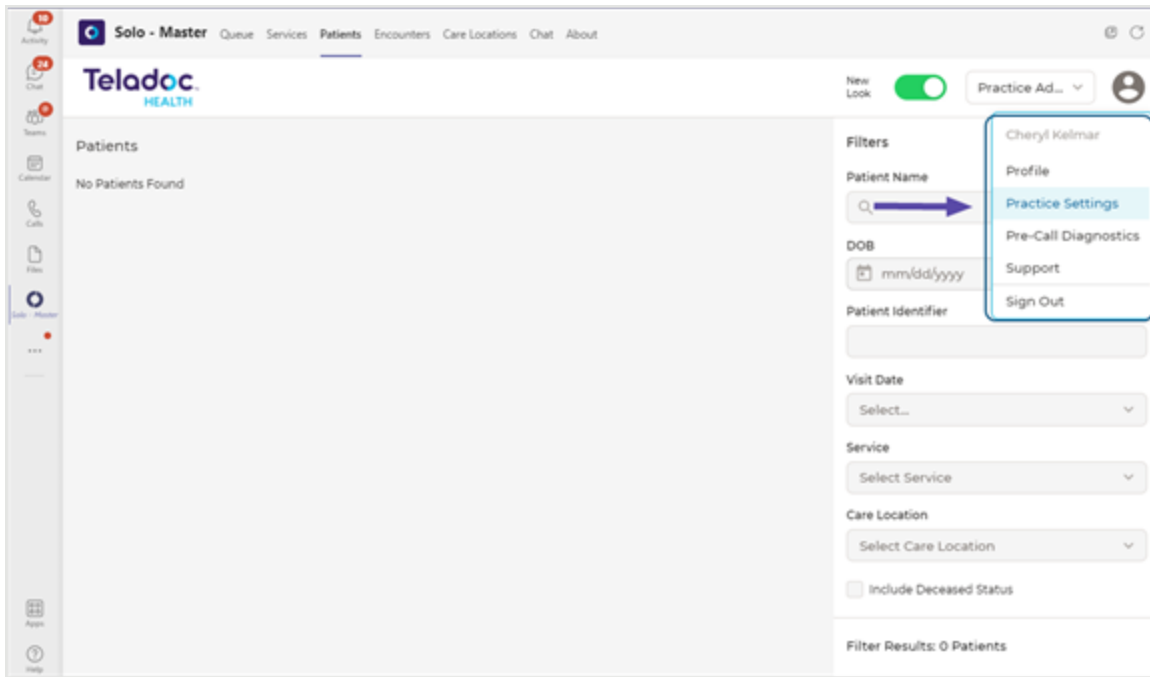 10
Activity
24
Chat
Teams
Calendar
Calls
Files
Solo - Master
Apps
Help
Solo - Master Queue Services Patients Encounters Care Locations Chat About
Teladoc
HEALTH
New
Look
Practice Ad...
Patients
No Patients Found
Cheryl Kelmar
Profile
Practice Settings
Pre-Call Diagnostics
Support
Sign Out
Filters
Patient Name
DOB
mm/dd/yyyy
Patient Identifier
Visit Date
Select...
Service
Select Service
Care Location
Select Care Location
Include Deceased Status
Filter Results: 0 Patients